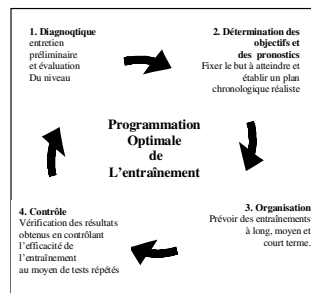 1. Diagnoqtique
entretien
préliminaire
et évaluation
Du niveau
2. Détermination des
objectifs et
des pronostics
Fixer le but à atteindre et
établir un plan
chronologique réaliste
Programmation
Optimale
de
L'entraînement
3. Organisation
Prévoir des entraînements
à long, moyen et
court terme.
4. Contrôle
Vérification des résultats
obtenus en contrôlant
l'efficacité de
l'entraînement
au moyen de tests répétés